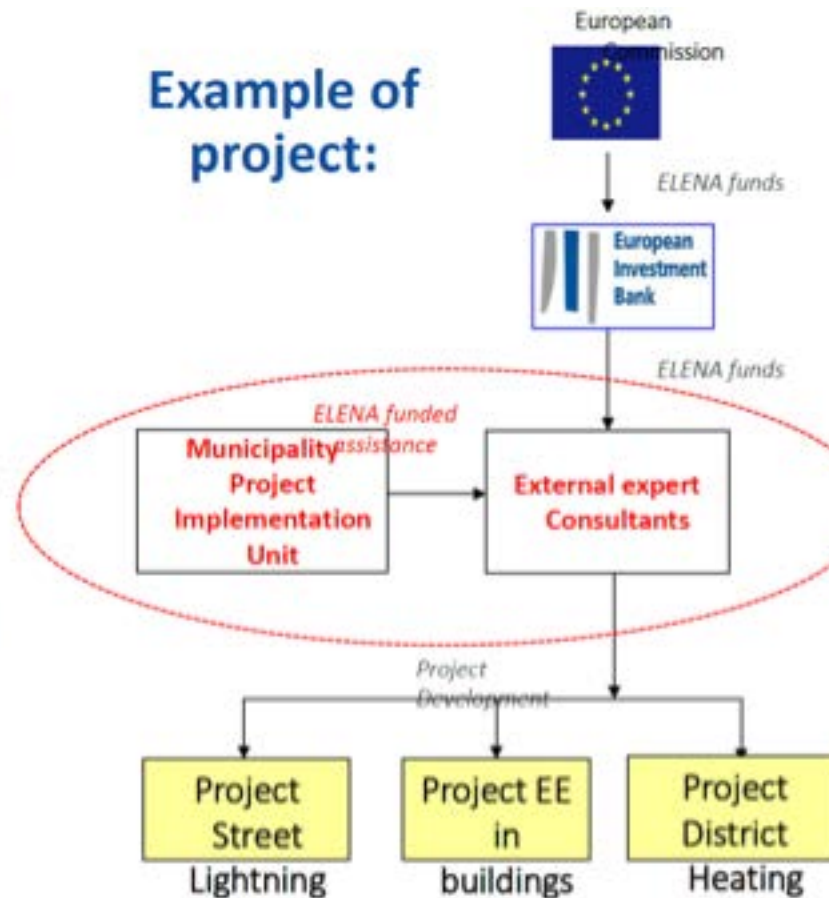 Example of
project:
European
Commission
ELENA funds
European
Investment
Bank
ELENA funds
ELENA funded
assistance
Municipality
Project
Implementation
Unit
External expert
Consultants
Project
Development
Project
Street
Lightning
Project EE
in
buildings
Project
District
Heating